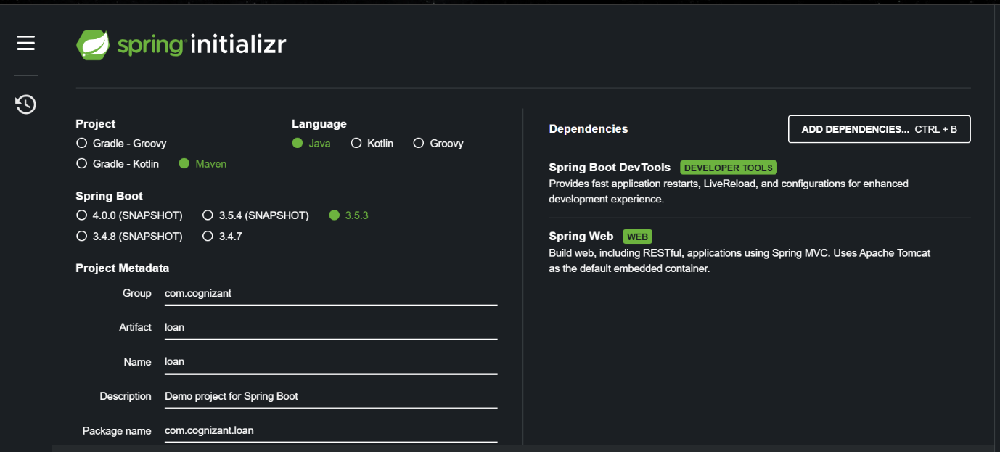 spring initializr
Project
Gradle - Groovy
Gradle - Kotlin Maven
Language
Java Kotlin Groovy
Spring Boot
4.0.0 (SNAPSHOT) 3.5.4 (SNAPSHOT) 3.5.3
3.4.8 (SNAPSHOT) 3.4.7
Project Metadata
Group com.cognizant
Artifact loan
Name loan
Description Demo project for Spring Boot
Package name com.cognizant.loan
Dependencies
ADD DEPENDENCIES... CTRL + B
Spring Boot DevTools DEVELOPER TOOLS
Provides fast application restarts, LiveReload, and configurations for enhanced
development experience.
Spring Web WEB
Build web, including RESTful, applications using Spring MVC. Uses Apache Tomcat
as the default embedded container.